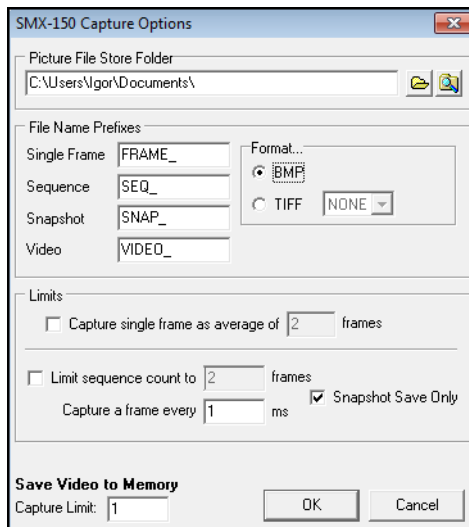 SMX-150 Capture Options
Picture File Store Folder
C:\Users\Igor\Documents\
File Name Prefixes
Single Frame FRAME_
Sequence SEQ_
Snapshot SNAP_
Video VIDEO_
Format...
BMP
TIFF NONE
Limits
Capture single frame as average of 2 frames
Limit sequence count to 2 frames
Capture a frame every 1 ms
Snapshot Save Only
Save Video to Memory
Capture Limit: 1
OK Cancel